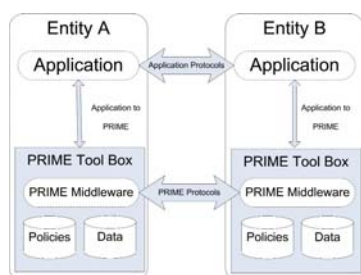 Entity A
Entity B
Application
Application Protocols
Application
Application to
PRIME
Application to
PRIME
PRIME Tool Box
PRIME Tool Box
PRIME Middleware
PRIME Protocols
PRIME Middleware
Policies
Data
Policies
Data